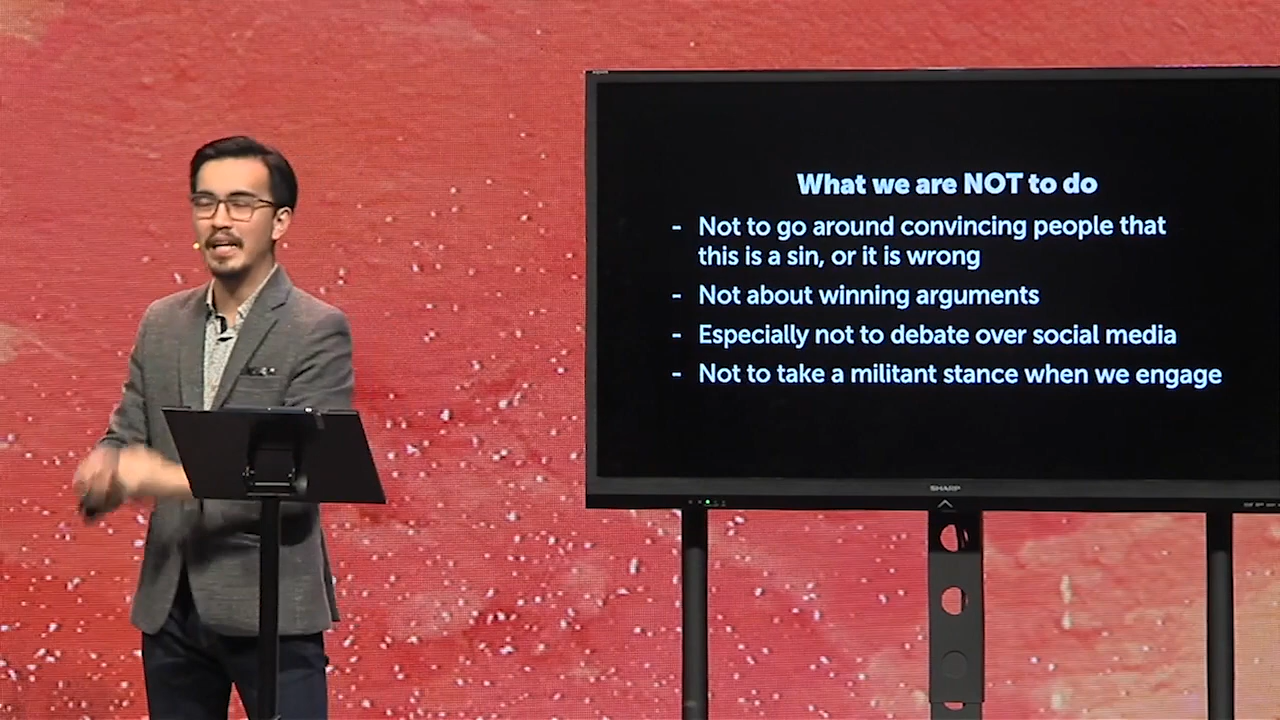 What we are NOT to do
- Not to go around convincing people that
this is a sin, or it is wrong
- Not about winning arguments
- Especially not to debate over social media
- Not to take a militant stance when we engage
SHARP